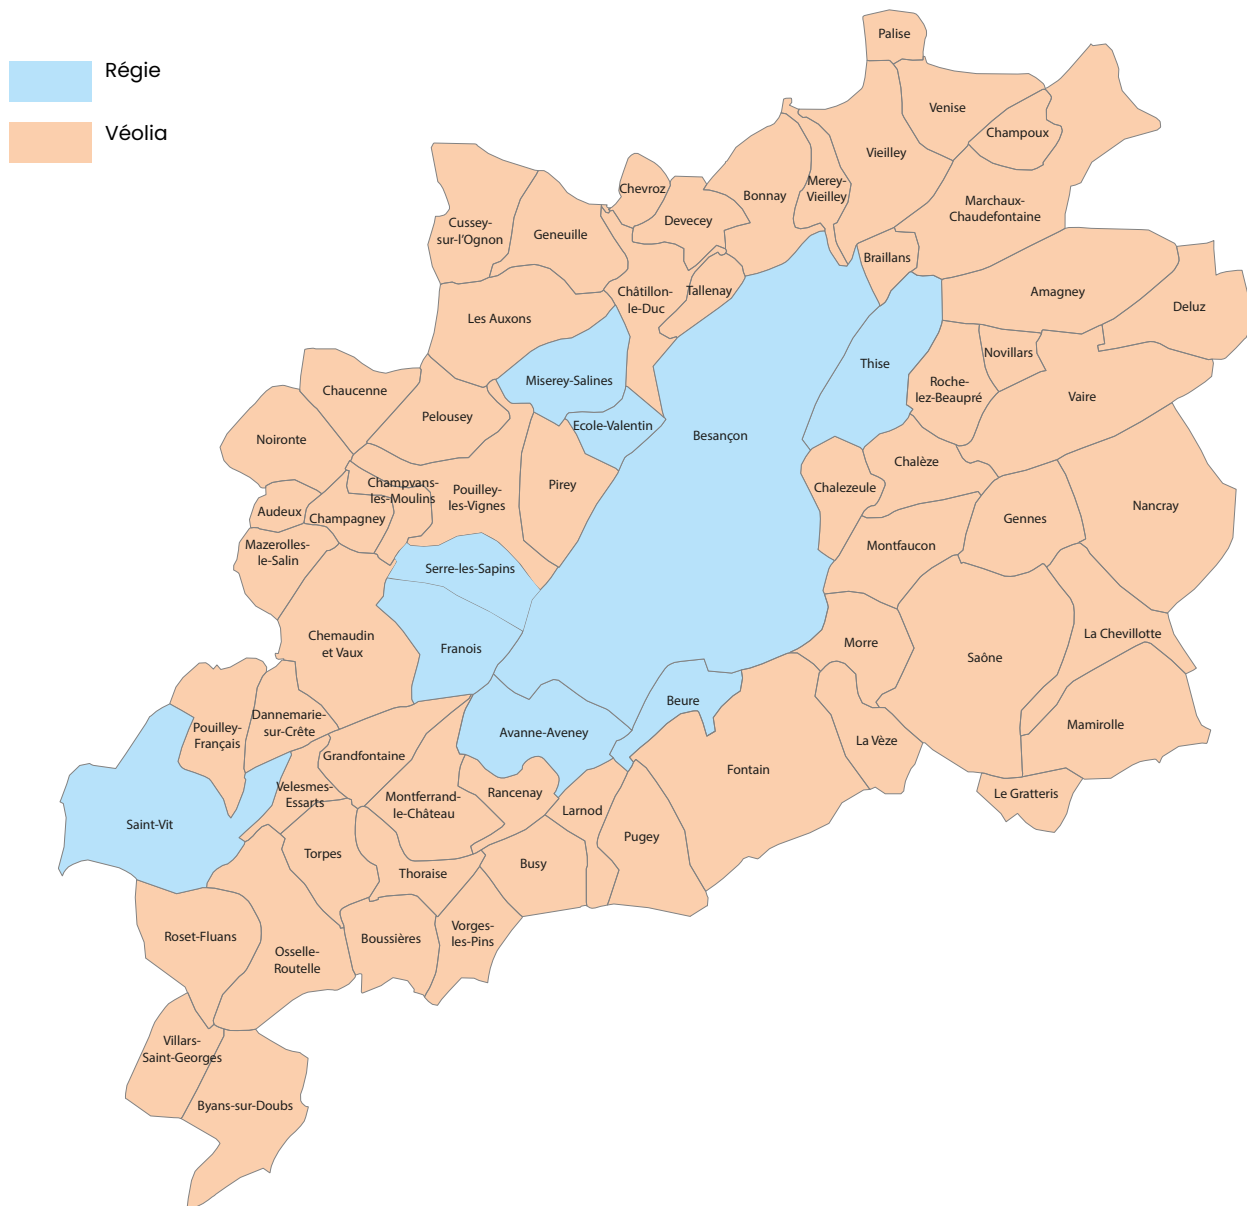 Régie
Véolia
Palise
Venise
Champoux
Vieilley
Merey-
Vieilley
Bonnay
Chevroz
Devecey
Marchaux-
Chaudefontaine
Cussey-
sur-l'Ognon
Geneuille
Braillans
Châtillon-
le-Duc
Tallenay
Amagney
Deluz
Les Auxons
Novillars
Thise
Roche-
lez-Beaupré
Vaire
Miserey-Salines
Chaucenne
Pelousey
Ecole-Valentin
Besançon
Noironte
Chalèze
Champvans-
les-Moulins
Pouilley-
les-Vignes
Pirey
Chalezeule
Nancray
Audeux
Champagney
Gennes
Mazerolles-
le-Salin
Montfaucon
Serre-les-Sapins
Chemaudin
et Vaux
Franois
Morre
Saône
La Chevillotte
Beure
Dannemarie-
sur-Crête
Pouilley-
Français
Avanne-Aveney
La Vèze
Mamirolle
Grandfontaine
Fontain
Velesmes-
Essarts
Montferrand-
le-Château
Rancenay
Le Gratteris
Saint-Vit
Larnod
Pugey
Torpes
Busy
Thoraise
Roset-Fluans
Boussières
Vorges-
les-Pins
Osselle-
Routelle
Villars-
Saint-Georges
Byans-sur-Doubs